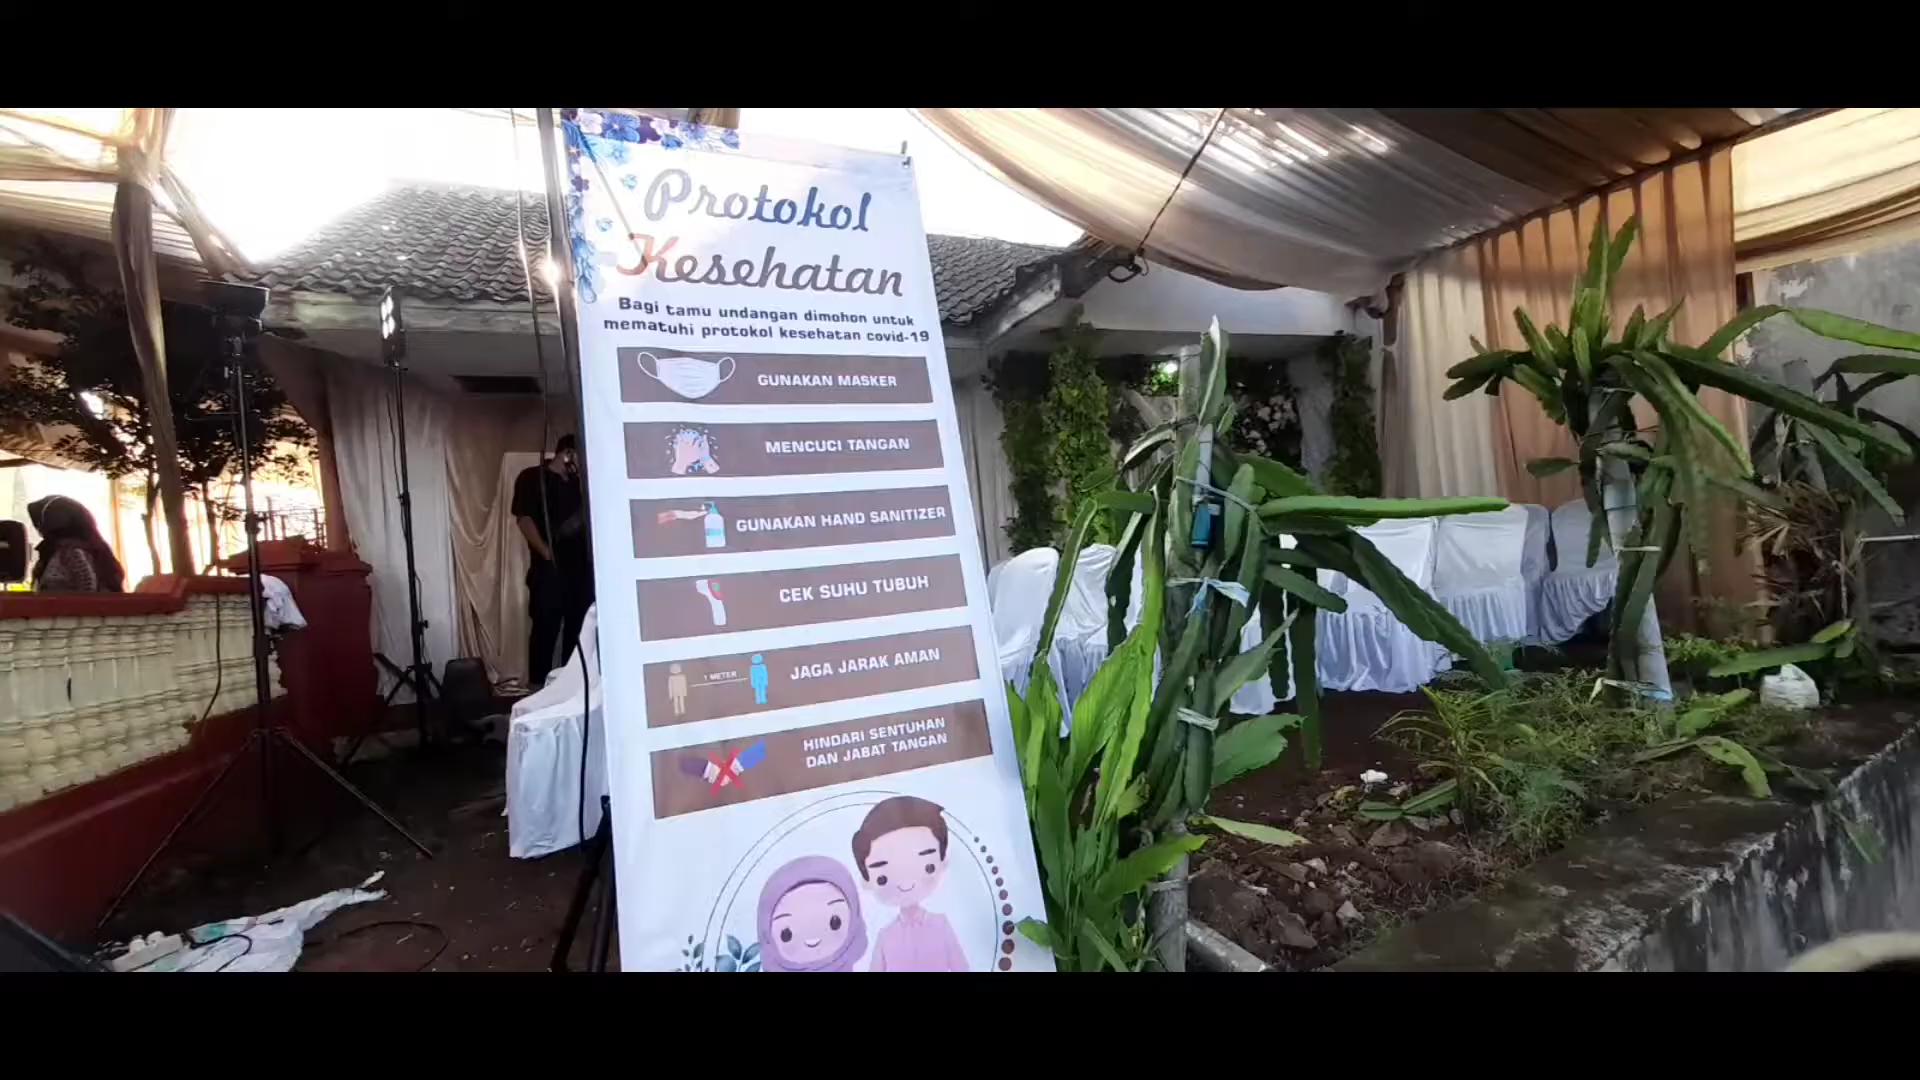 Protokol
Kesehatan
Bagi tamu undangan dimohon untuk
mematuhi protokol kesehatan covid-19
GUNAKAN MASKER
MENCUCI TANGAN
GUNAKAN HAND SANITIZER
CEK SUHU TUBUH
1 METER
JAGA JARAK AMAN
HINDARI SENTUHAN
DAN JABAT TANGAN